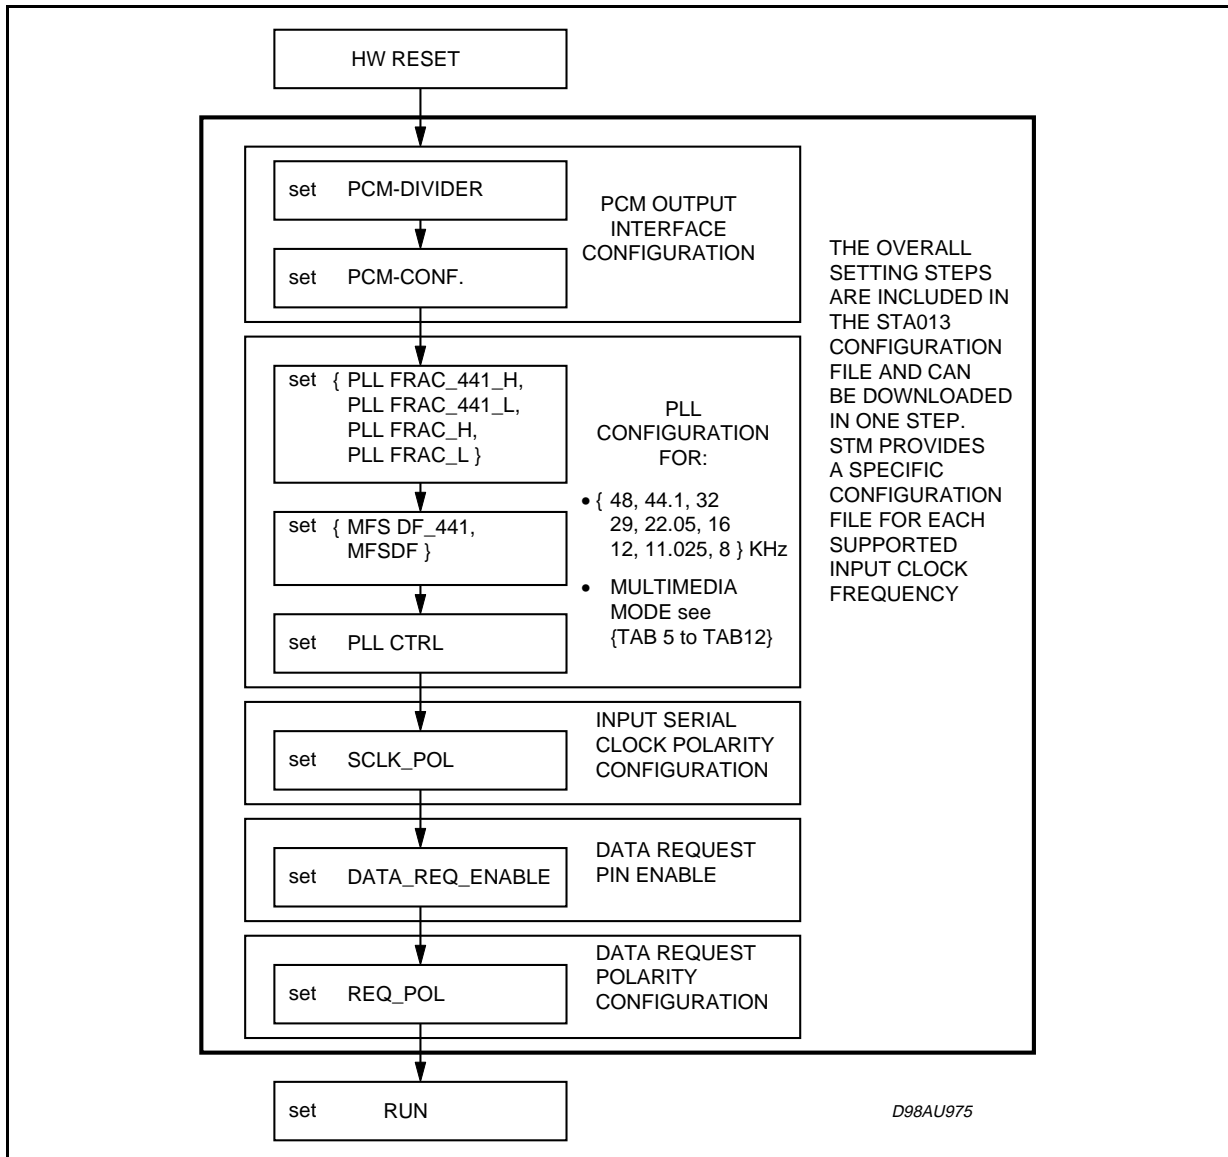 HW RESET
set PCM-DIVIDER
set PCM-CONF.
PCM OUTPUT
INTERFACE
CONFIGURATION
set { PLL FRAC_441_H,
PLL FRAC_441_L,
PLL FRAC_H,
PLL FRAC_L }
set { MFS DF_441,
MFSDF }
set PLL CTRL
PLL
CONFIGURATION
FOR:
• { 48, 44.1, 32
29, 22.05, 16
12, 11.025, 8 } KHz
• MULTIMEDIA
MODE see
{TAB 5 to TAB12}
set SCLK_POL
INPUT SERIAL
CLOCK POLARITY
CONFIGURATION
set DATA_REQ_ENABLE
DATA REQUEST
PIN ENABLE
set REQ_POL
DATA REQUEST
POLARITY
CONFIGURATION
THE OVERALL
SETTING STEPS
ARE INCLUDED IN
THE STA013
CONFIGURATION
FILE AND CAN
BE DOWNLOADED
IN ONE STEP.
STM PROVIDES
A SPECIFIC
CONFIGURATION
FILE FOR EACH
SUPPORTED
INPUT CLOCK
FREQUENCY
set RUN
D98AU975